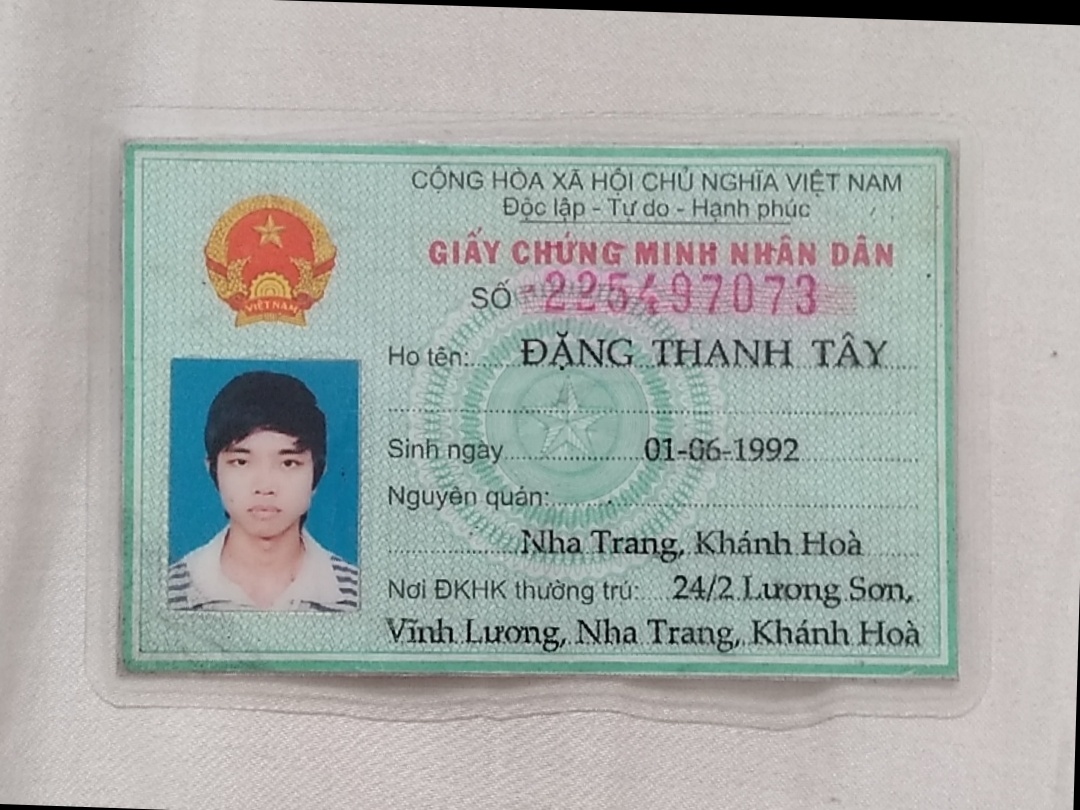 CỘNG HÒA XÃ HỘI CHỦ NGHĨA VIỆT NAM
Độc lập - Tự do - Hạnh phúc
GIẤY CHỨNG MINH NHÂN DÂN
SỐ 225497073
VIỆT NAM
Họ tên: ĐẶNG THANH TÂY
Sinh ngày 01-06-1992
Nguyên quán:
Nha Trang, Khánh Hoà
Nơi ĐKHK thường trú: 24/2 Lương Sơn,
Vĩnh Lương, Nha Trang, Khánh Hoà